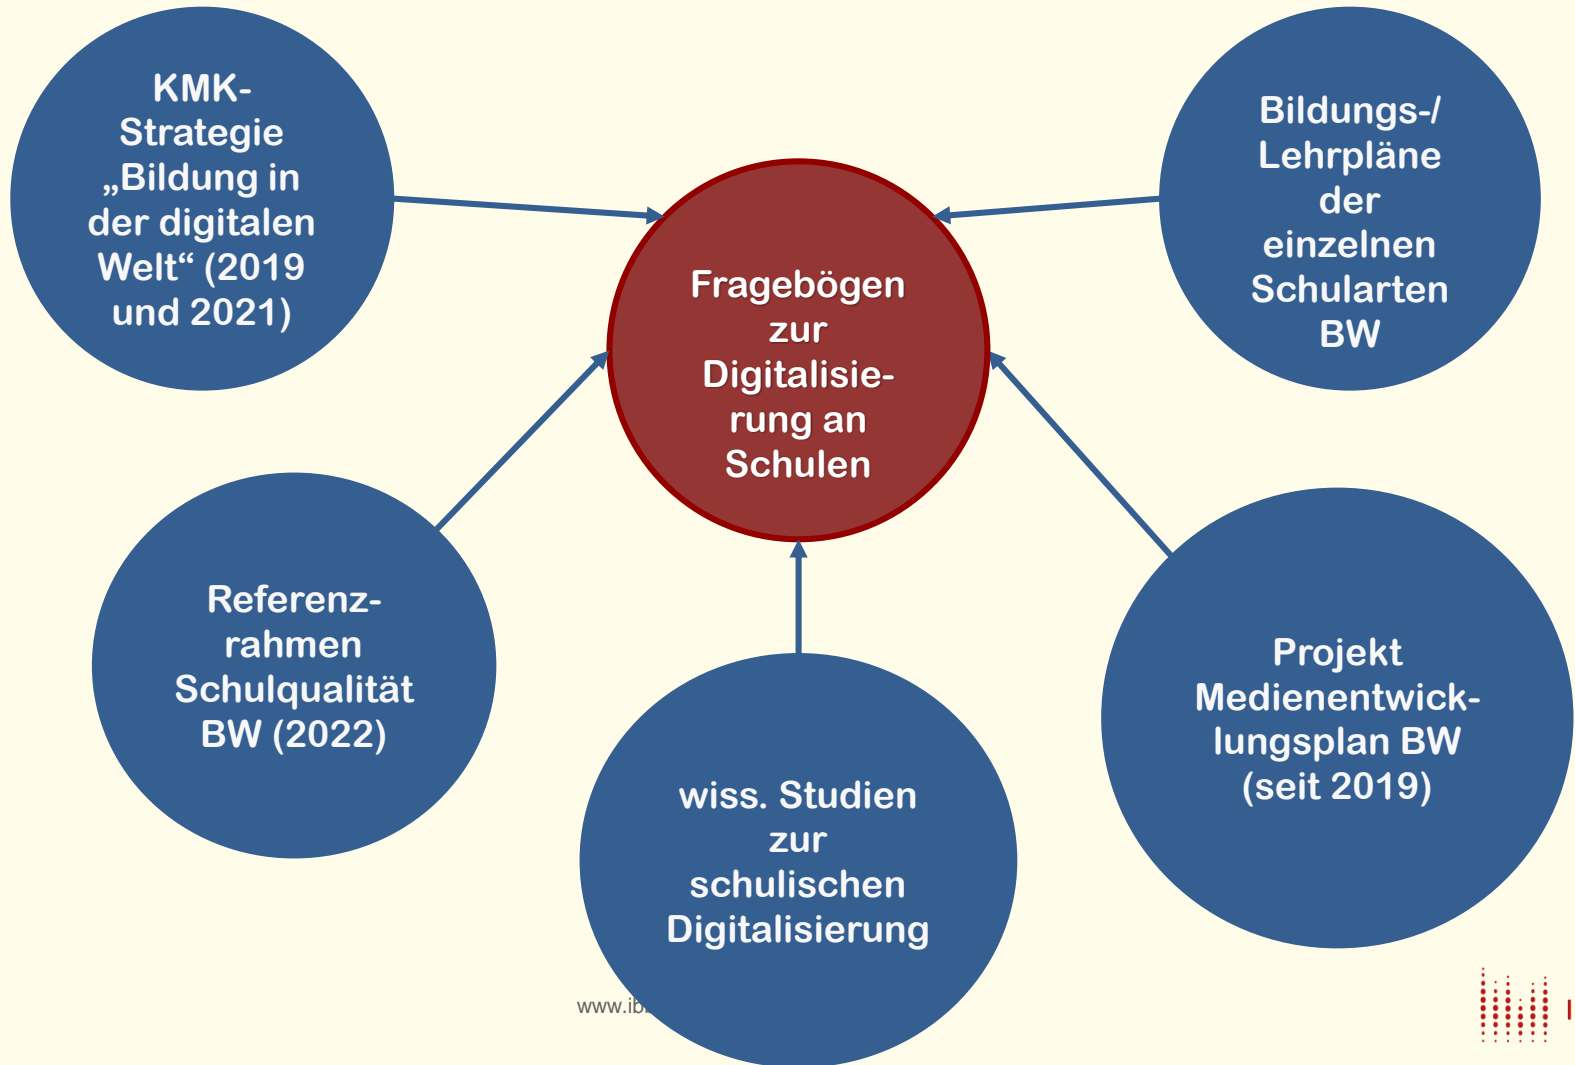 KMK-
Strategie
„Bildung in
der digitalen
Welt“ (2019
und 2021)
Bildungs-/
Lehrpläne
der
einzelnen
Schularten
BW
Fragebögen
zur
Digitalisie-
rung an
Schulen
Referenz-
rahmen
Schulqualität
BW (2022)
Projekt
Medienentwick-
lungsplan BW
(seit 2019)
wiss. Studien
zur
schulischen
Digitalisierung